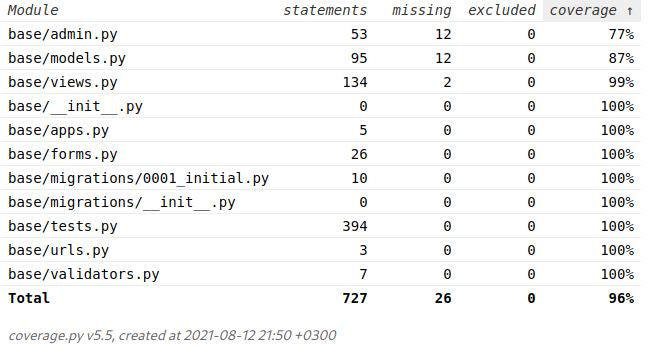 Module statements missing excluded coverage ↑
base/admin.py 53 12 0 77%
base/models.py 95 12 0 87%
base/views.py 134 2 0 99%
base/__init__.py 0 0 0 100%
base/apps.py 5 0 0 100%
base/forms.py 26 0 0 100%
base/migrations/0001_initial.py 10 0 0 100%
base/migrations/__init__.py 0 0 0 100%
base/tests.py 394 0 0 100%
base/urls.py 3 0 0 100%
base/validators.py 7 0 0 100%
Total 727 26 0 96%
coverage.py v5.5, created at 2021-08-12 21:50 +0300